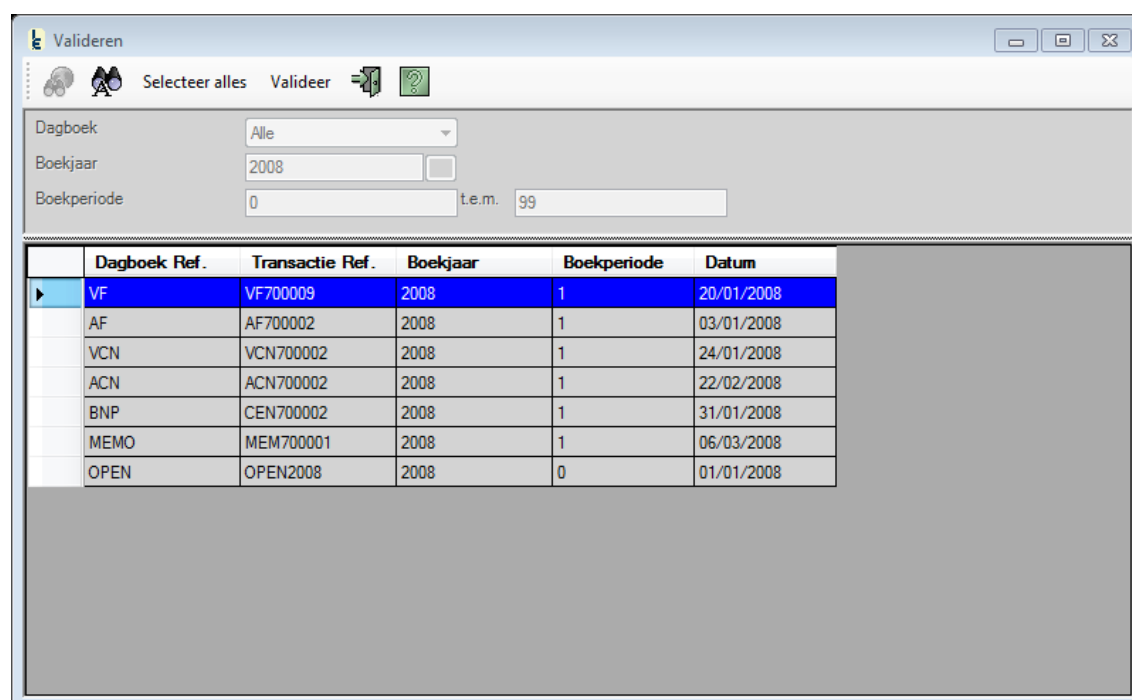 Valideren
Selecteer alles Valideer
Dagboek Alle
Boekjaar 2008
Boekperiode 0 t.e.m. 99
Dagboek Ref. Transactie Ref. Boekjaar Boekperiode Datum
VF VF700009 2008 1 20/01/2008
AF AF700002 2008 1 03/01/2008
VCN VCN700002 2008 1 24/01/2008
ACN ACN700002 2008 1 22/02/2008
BNP CEN700002 2008 1 31/01/2008
MEMO MEM700001 2008 1 06/03/2008
OPEN OPEN2008 2008 0 01/01/2008